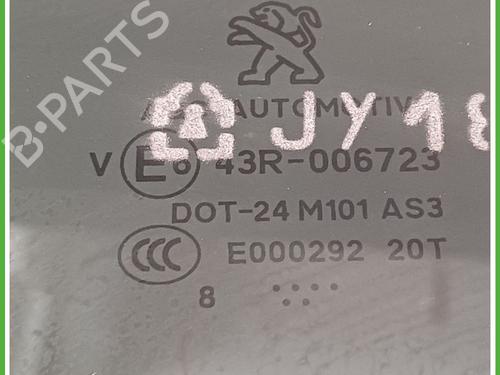 B-PARTS
AUTOMOTIV
JY18
V E6 43R-006723
DOT-24 M101 AS3
CCC E000292 20T
8